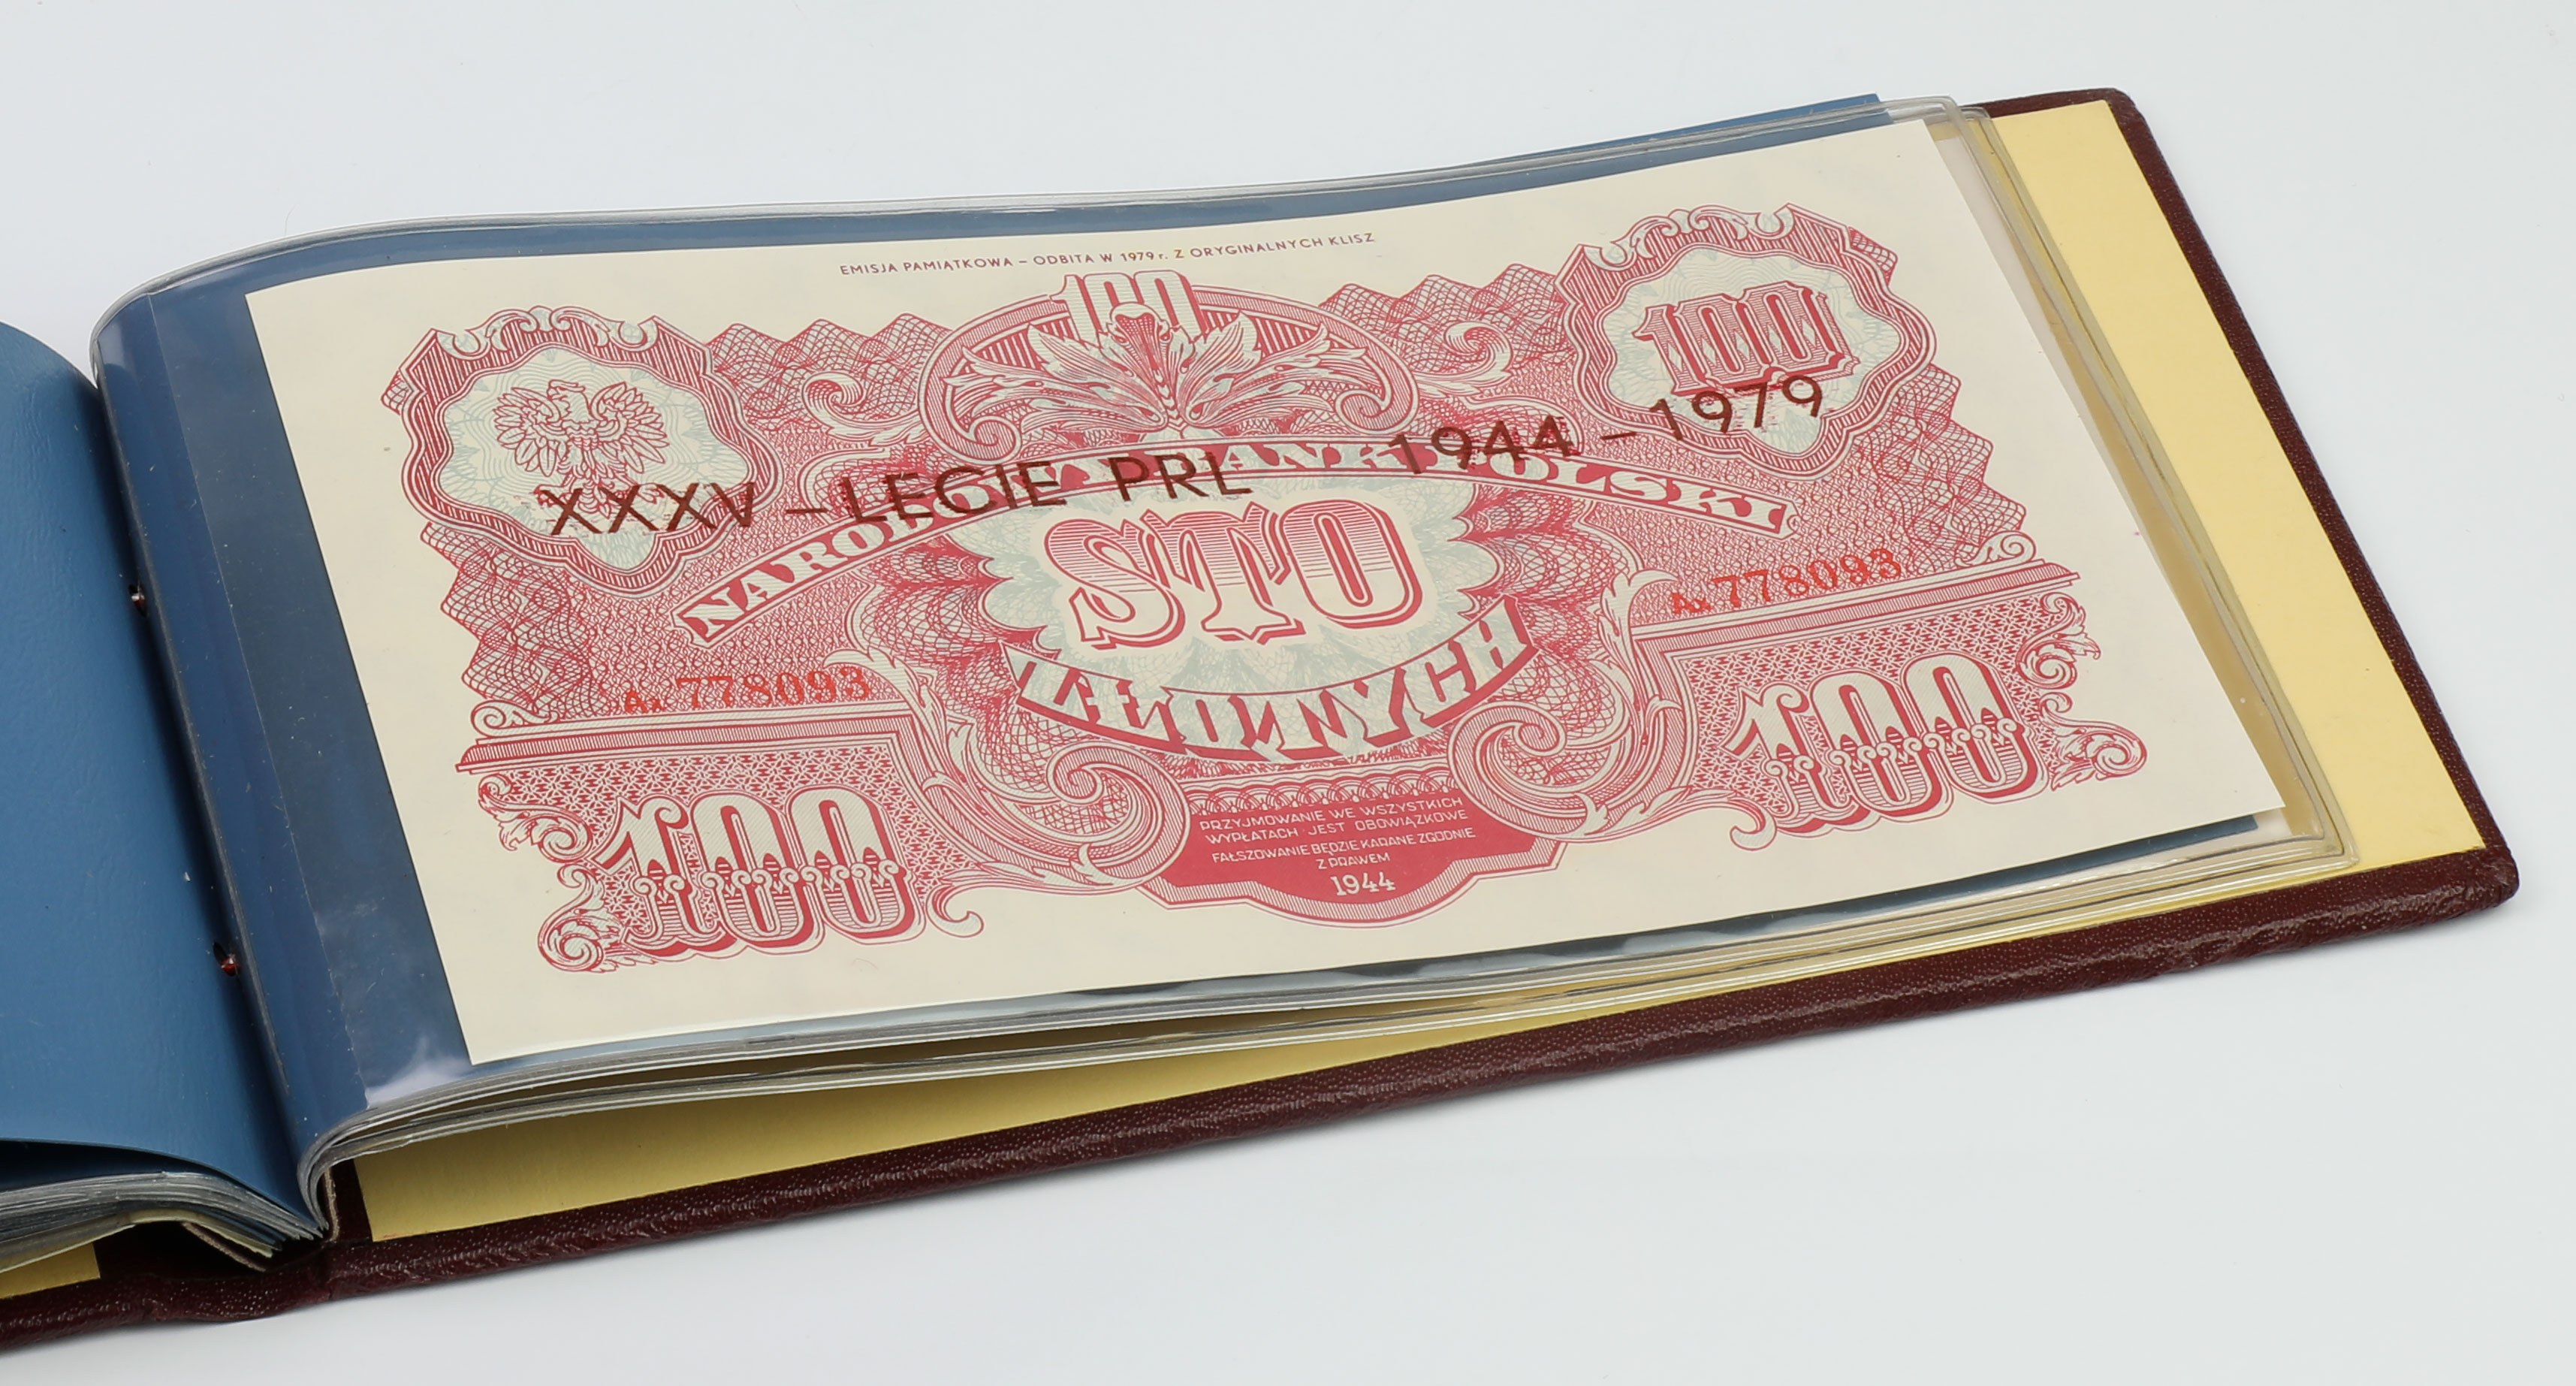 EMISJA PAMIĄTKOWA – ODBITA W 1979 r. Z ORYGINALNYCH KLISZ
100
100
NARODOWY BANK POLSKI
XXXV – LECIE PRL 1944 – 1979
STO
ZŁOTYCH
Ax 778093
Ax 778093
100
100
PRZYJMOWANIE WE WSZYSTKICH
WYPŁATACH JEST OBOWIĄZKOWE
FAŁSZOWANIE BĘDZIE KARANE ZGODNIE
Z PRAWEM
1944